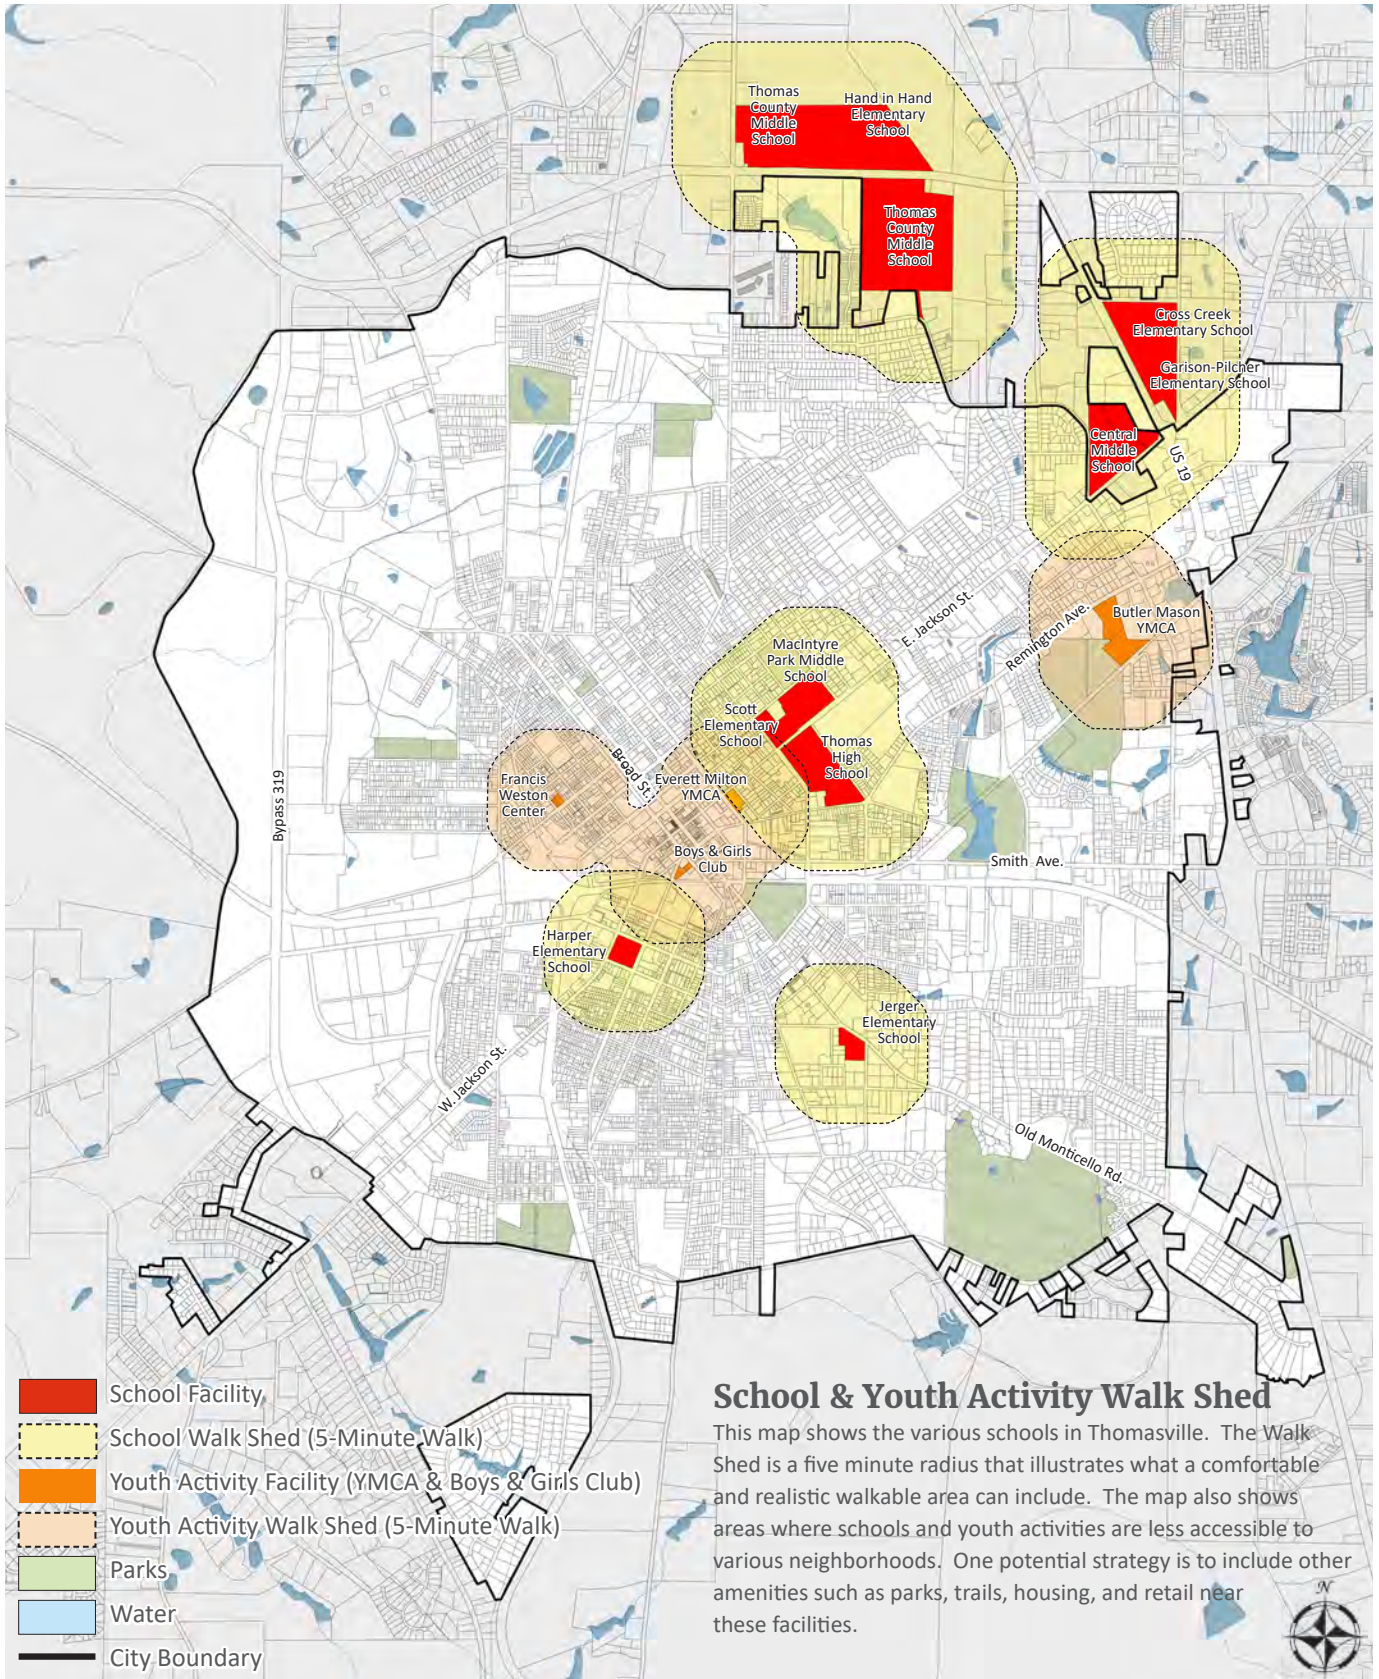 Thomas
County
Middle
School
Hand in Hand
Elementary
School
Thomas
County
Middle
School
Cross Creek
Elementary School
Garison-Pilcher
Elementary School
Central
Middle
School
US 19
E. Jackson St.
Remington Ave.
Butler Mason
YMCA
MacIntyre
Park Middle
School
Scott
Elementary
School
Thomas
High
School
Broad St.
Francis
Weston
Center
Everett Milton
YMCA
Bypass 319
Boys & Girls
Club
Smith Ave.
Harper
Elementary
School
Jerger
Elementary
School
W. Jackson St.
Old Monticello Rd.
School Facility
School Walk Shed (5-Minute Walk)
Youth Activity Facility (YMCA & Boys & Girls Club)
Youth Activity Walk Shed (5-Minute Walk)
Parks
Water
City Boundary
School & Youth Activity Walk Shed
This map shows the various schools in Thomasville. The Walk
Shed is a five minute radius that illustrates what a comfortable
and realistic walkable area can include. The map also shows
areas where schools and youth activities are less accessible to
various neighborhoods. One potential strategy is to include other
amenities such as parks, trails, housing, and retail near
these facilities.
N